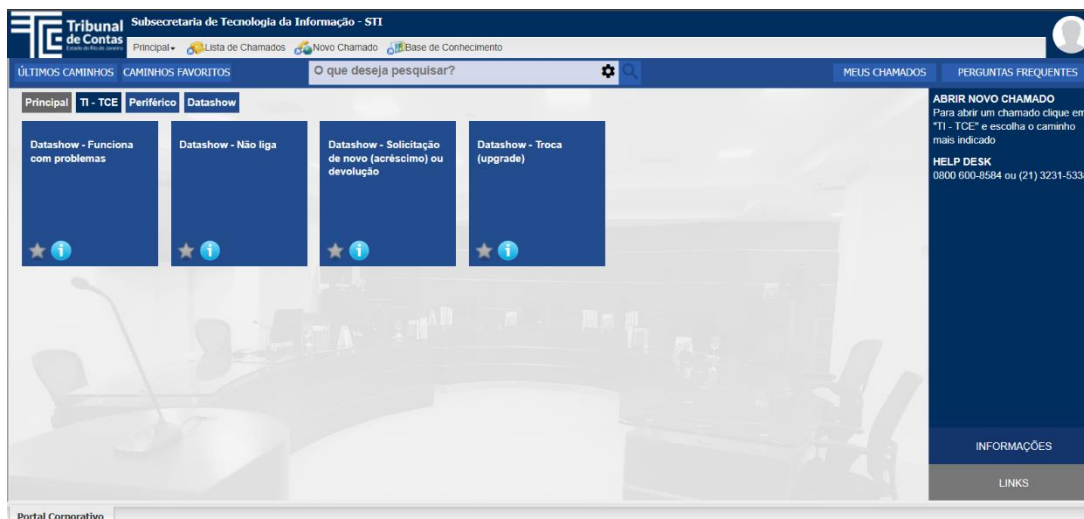 Tribunal
de Contas
Estado do Rio de Janeiro
Subsecretaria de Tecnologia da Informação - STI
Principal Lista de Chamados Novo Chamado Base de Conhecimento
ÚLTIMOS CAMINHOS CAMINHOS FAVORITOS O que deseja pesquisar? MEUS CHAMADOS PERGUNTAS FREQUENTES
Principal TI - TCE Periférico Datashow
Datashow - Funciona
com problemas
Datashow - Não liga
Datashow - Solicitação
de novo (acréscimo) ou
devolução
Datashow - Troca
(upgrade)
ABRIR NOVO CHAMADO
Para abrir um chamado clique em
"TI - TCE" e escolha o caminho
mais indicado
HELP DESK
0800 600-8584 ou (21) 3231-533
INFORMAÇÕES
LINKS
Portal Corporativo